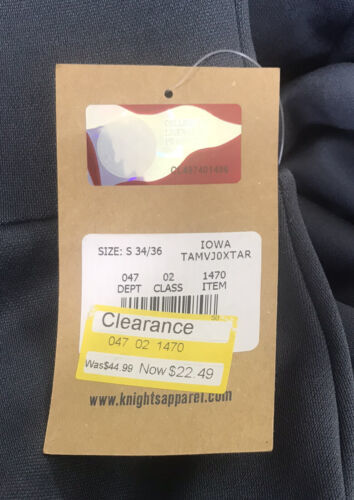 SIZE: S 34/36
IOWA
TAMVJ0XTAR
047 02 1470
DEPT CLASS ITEM
Clearance
047 02 1470
Was$44.99 Now $22.49
www.knightsapparel.com